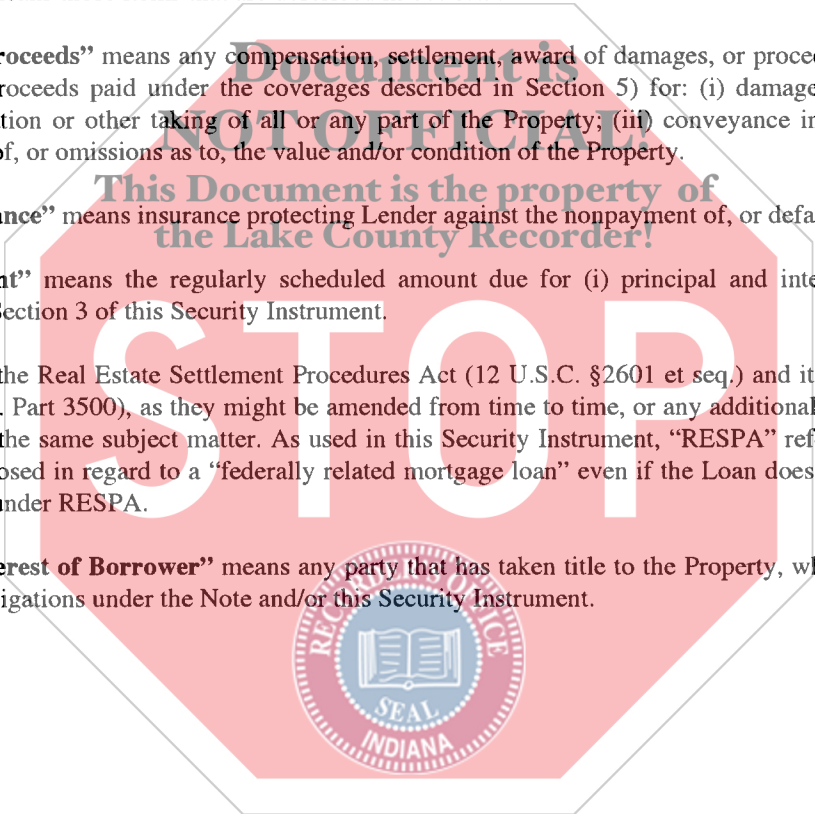 roceeds” means any compensation, settlement, award of damages, or procee
Document is
roceeds paid under the coverages described in Section 5) for: (i) damage
tion or other taking of all or any part of the Property; (iii) conveyance in
NOT OFFICIAL!
of, or omissions as to, the value and/or condition of the Property.
This Document is the property of
ance” means insurance protecting Lender against the nonpayment of, or defa
the Lake County Recorder!
nt” means the regularly scheduled amount due for (i) principal and inte
Section 3 of this Security Instrument.
STOP
the Real Estate Settlement Procedures Act (12 U.S.C. §2601 et seq.) and it
. Part 3500), as they might be amended from time to time, or any additional
the same subject matter. As used in this Security Instrument, “RESPA” ref
osed in regard to a “federally related mortgage loan” even if the Loan does
under RESPA.
erest of Borrower” means any party that has taken title to the Property, wh
igations under the Note and/or this Security Instrument.
RECORDER'S OFFICE
SEAL
INDIANA